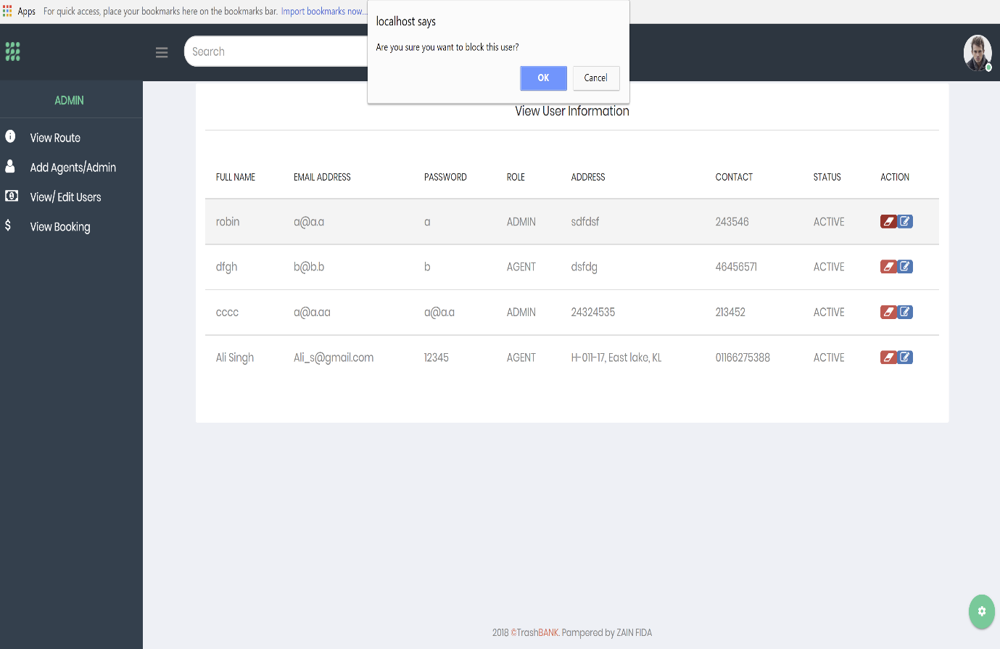 Apps For quick access, place your bookmarks here on the bookmarks bar. Import bookmarks now...
localhost says
Are you sure you want to block this user?
OK Cancel
Search
ADMIN
View Route
Add Agents/Admin
View/ Edit Users
View Booking
View User Information
FULL NAME EMAIL ADDRESS PASSWORD ROLE ADDRESS CONTACT STATUS ACTION
robin a@a.a a ADMIN sdfdsf 243546 ACTIVE
dfgh b@b.b b AGENT dsfdg 46456571 ACTIVE
cccc a@a.aa a@a.a ADMIN 24324535 213452 ACTIVE
Ali Singh Ali_s@gmail.com 12345 AGENT H-011-17, East lake, KL 01166275388 ACTIVE
2018 ©TrashBANK. Pampered by ZAIN FIDA